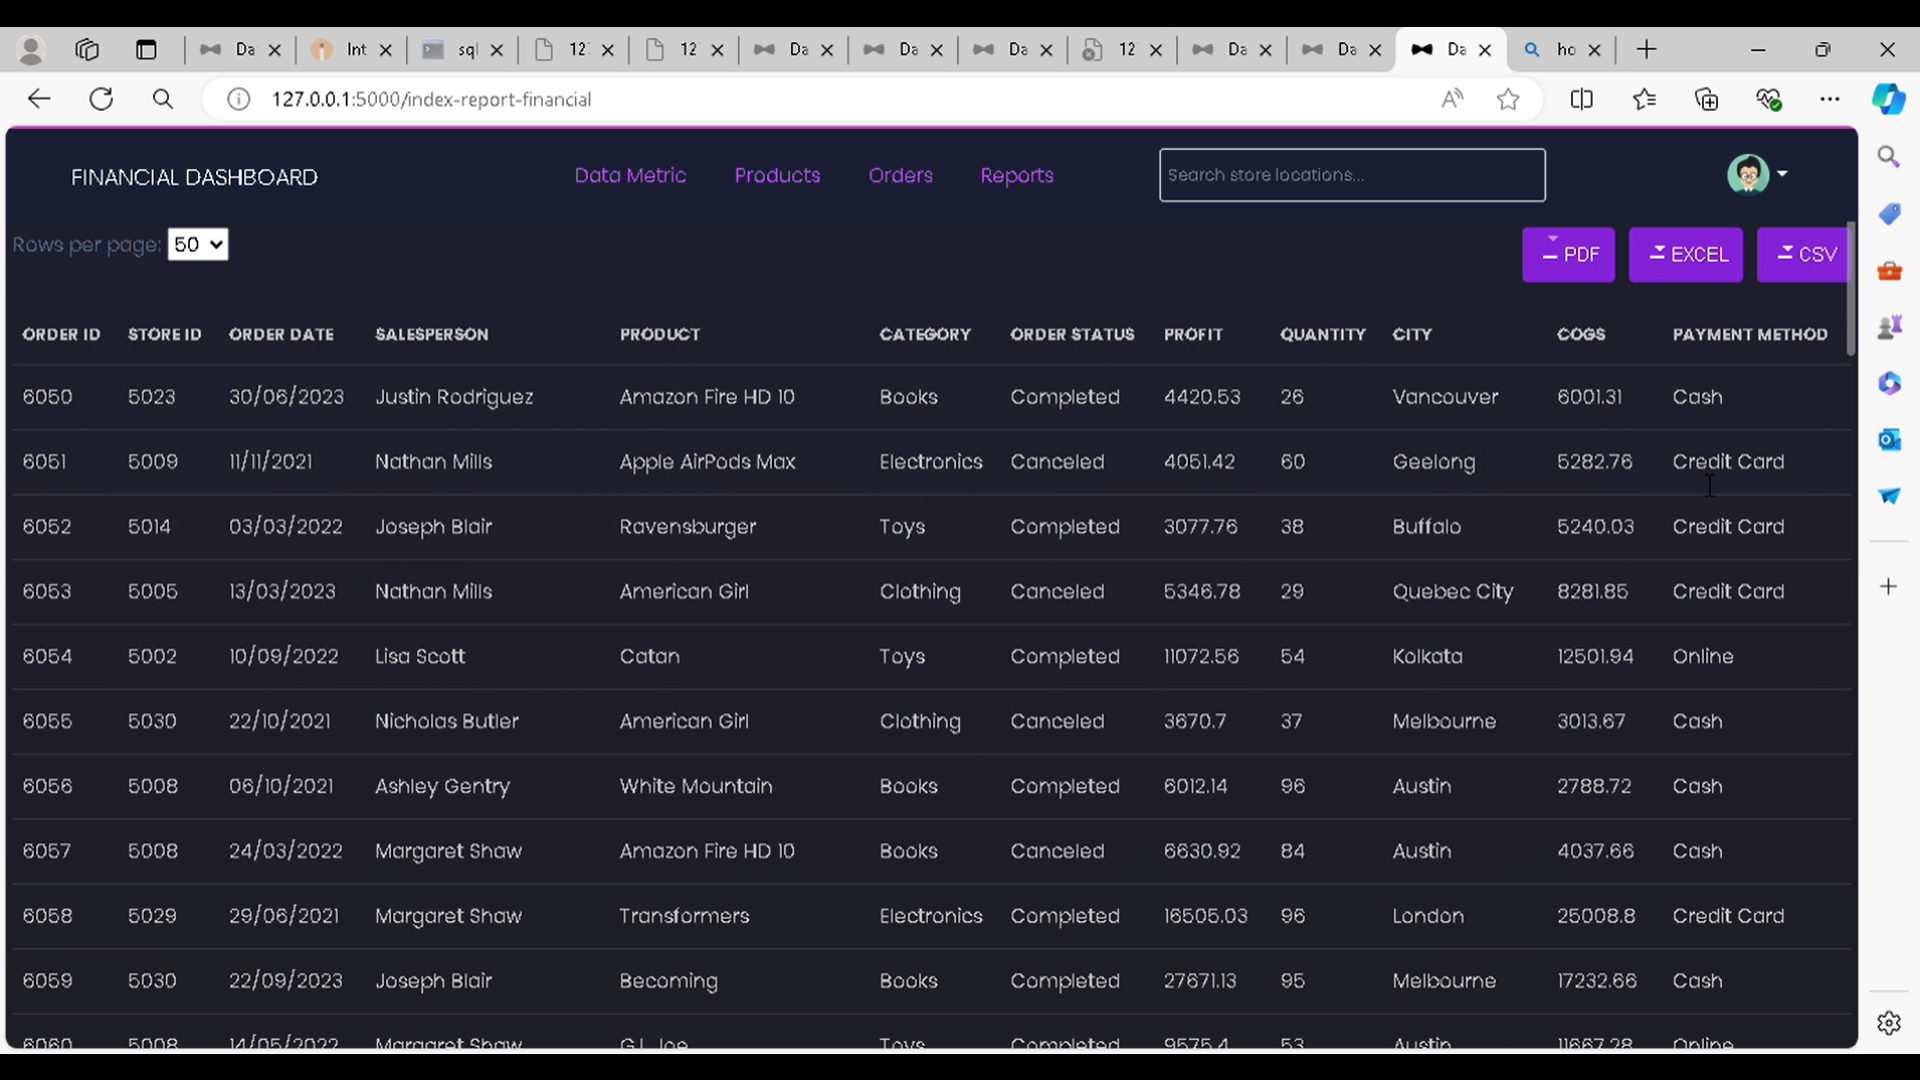 Da Int sql 12 12 Da Da Da 12 Da Da Da ho
127.0.0.1:5000/index-report-financial
FINANCIAL DASHBOARD Data Metric Products Orders Reports Search store locations...
Rows per page: 50 PDF EXCEL CSV
ORDER ID STORE ID ORDER DATE SALESPERSON PRODUCT CATEGORY ORDER STATUS PROFIT QUANTITY CITY COGS PAYMENT METHOD
6050 5023 30/06/2023 Justin Rodriguez Amazon Fire HD 10 Books Completed 4420.53 26 Vancouver 6001.31 Cash
6051 5009 11/11/2021 Nathan Mills Apple AirPods Max Electronics Canceled 4051.42 60 Geelong 5282.76 Credit Card
6052 5014 03/03/2022 Joseph Blair Ravensburger Toys Completed 3077.76 38 Buffalo 5240.03 Credit Card
6053 5005 13/03/2023 Nathan Mills American Girl Clothing Canceled 5346.78 29 Quebec City 8281.85 Credit Card
6054 5002 10/09/2022 Lisa Scott Catan Toys Completed 11072.56 54 Kolkata 12501.94 Online
6055 5030 22/10/2021 Nicholas Butler American Girl Clothing Canceled 3670.7 37 Melbourne 3013.67 Cash
6056 5008 06/10/2021 Ashley Gentry White Mountain Books Completed 6012.14 96 Austin 2788.72 Cash
6057 5008 24/03/2022 Margaret Shaw Amazon Fire HD 10 Books Canceled 6630.92 84 Austin 4037.66 Cash
6058 5029 29/06/2021 Margaret Shaw Transformers Electronics Completed 16505.03 96 London 25008.8 Credit Card
6059 5030 22/09/2023 Joseph Blair Becoming Books Completed 27671.13 95 Melbourne 17232.66 Cash
6060 5008 14/05/2022 Margaret Shaw G.I. Joe Toys Completed 9575.4 53 Austin 11667.28 Online